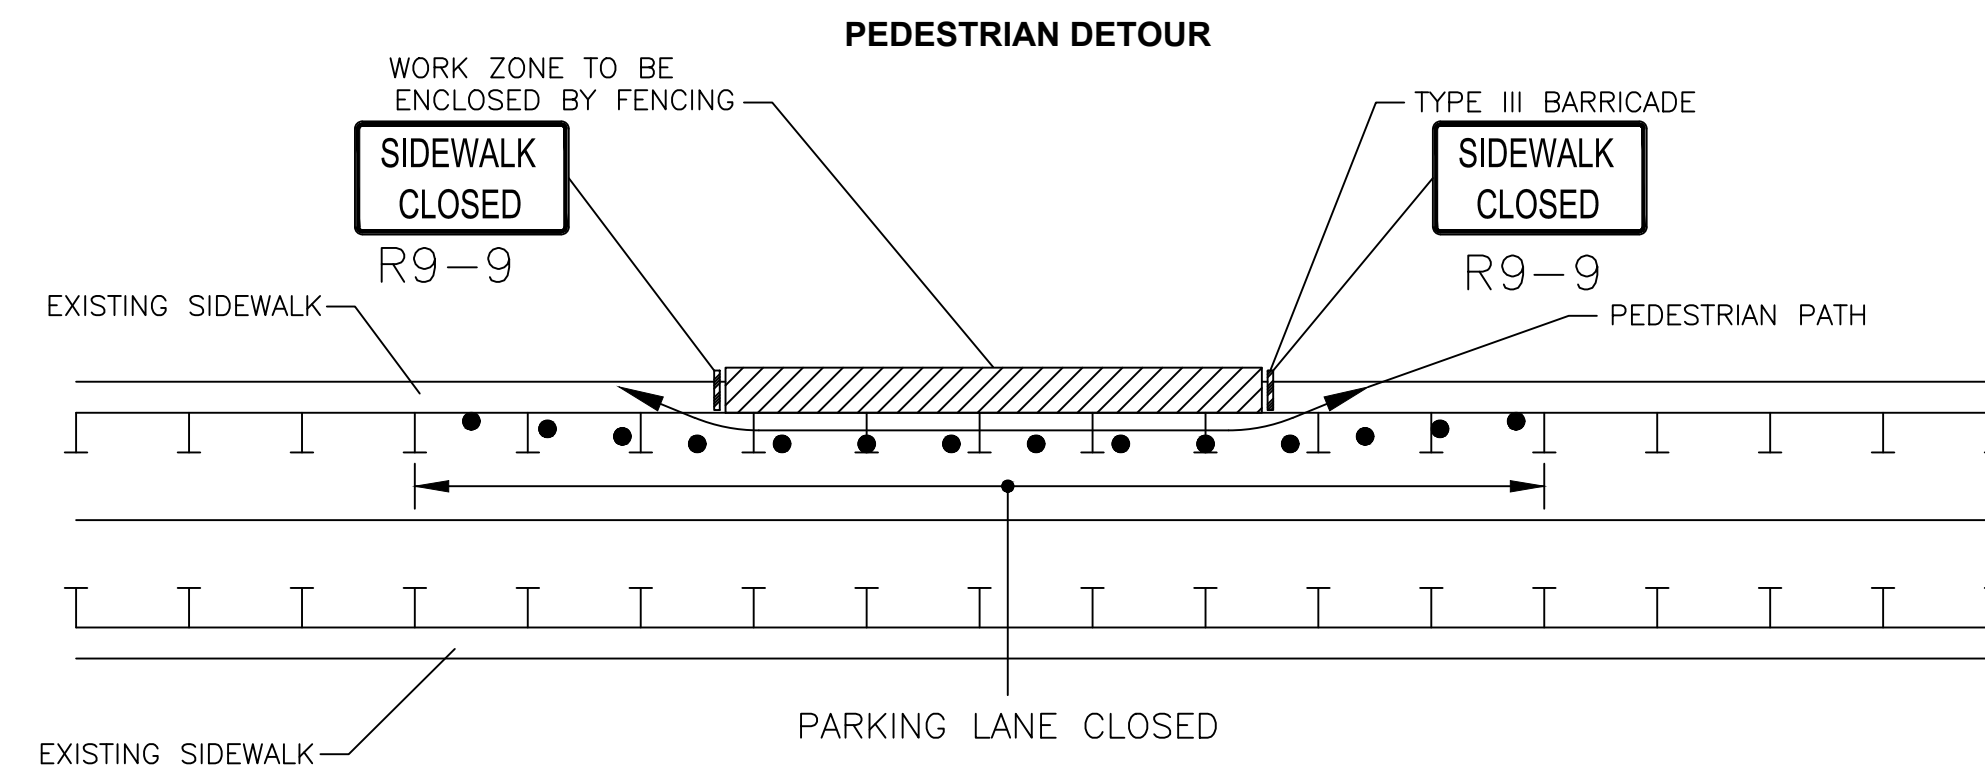 PEDESTRIAN DETOUR
WORK ZONE TO BE
ENCLOSED BY FENCING
TYPE III BARRICADE
SIDEWALK
CLOSED
R9-9
SIDEWALK
CLOSED
R9-9
EXISTING SIDEWALK
PEDESTRIAN PATH
PARKING LANE CLOSED
EXISTING SIDEWALK